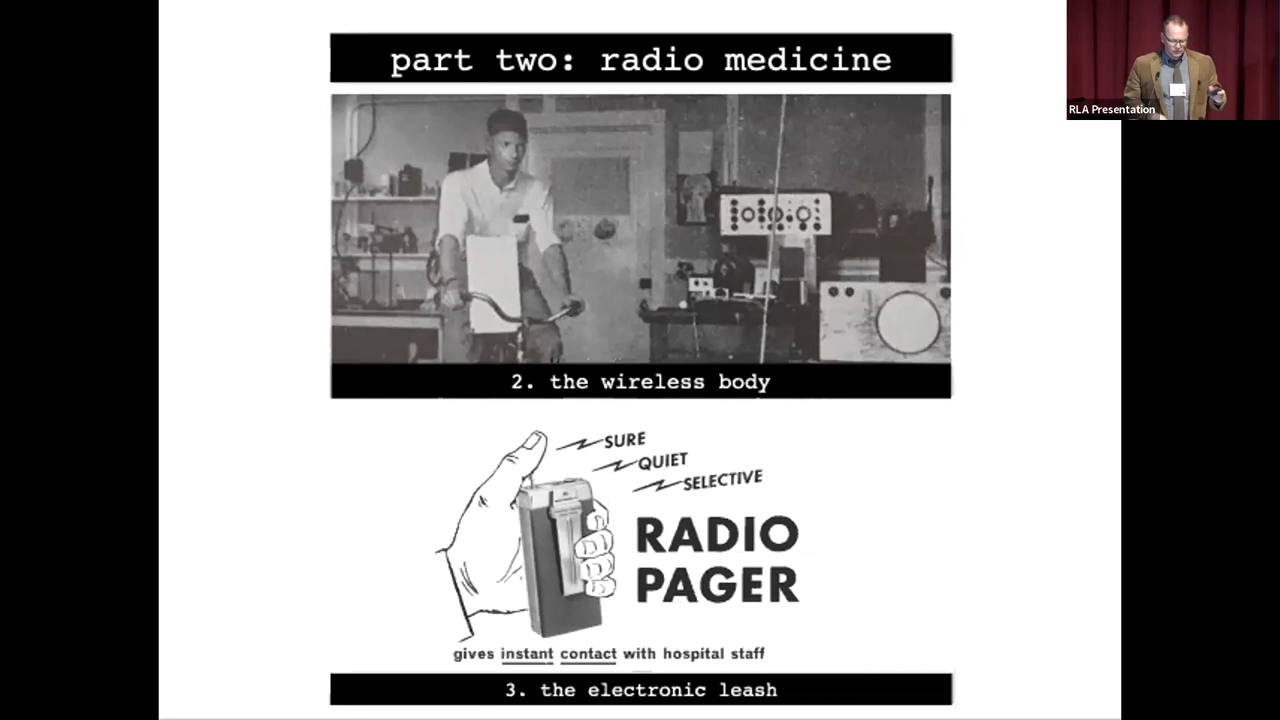 part two: radio medicine
RLA Presentation
2. the wireless body
SURE
QUIET
SELECTIVE
RADIO
PAGER
gives instant contact with hospital staff
3. the electronic leash